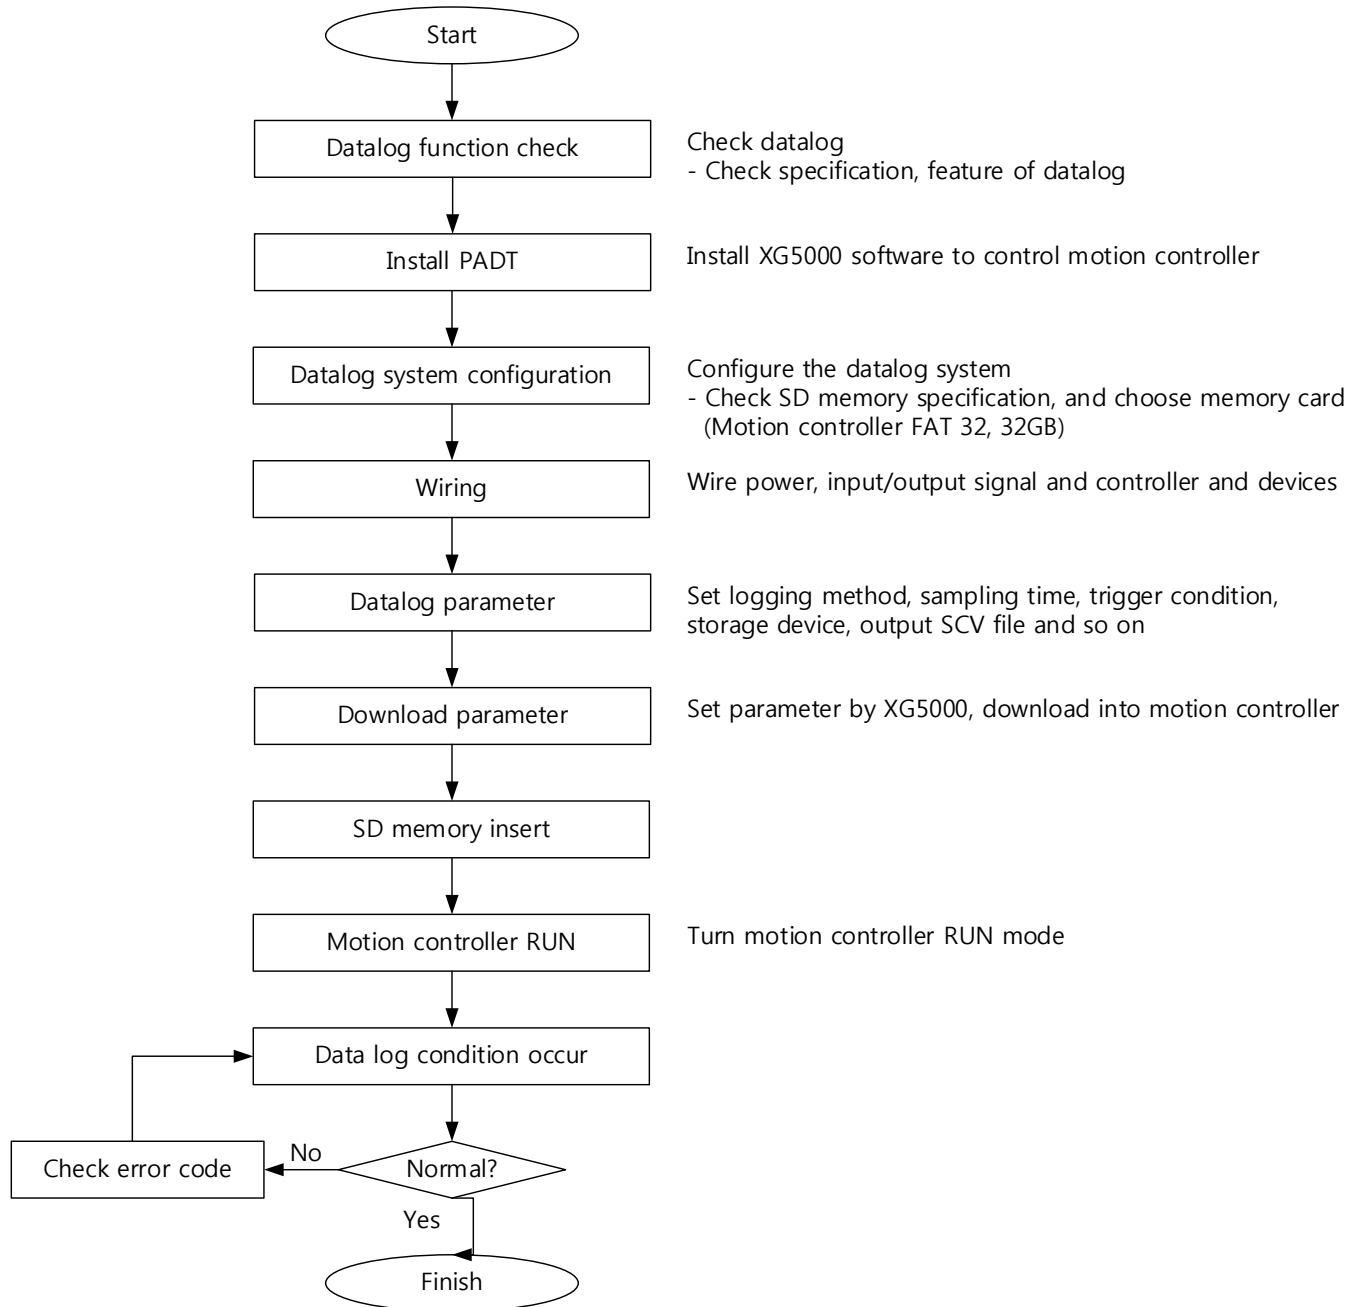 Start
Datalog function check
Check datalog
- Check specification, feature of datalog
Install PADT
Install XG5000 software to control motion controller
Datalog system configuration
Configure the datalog system
- Check SD memory specification, and choose memory card
(Motion controller FAT 32, 32GB)
Wiring
Wire power, input/output signal and controller and devices
Datalog parameter
Set logging method, sampling time, trigger condition,
storage device, output SCV file and so on
Download parameter
Set parameter by XG5000, download into motion controller
SD memory insert
Motion controller RUN
Turn motion controller RUN mode
Data log condition occur
Check error code
No
Normal?
Yes
Finish